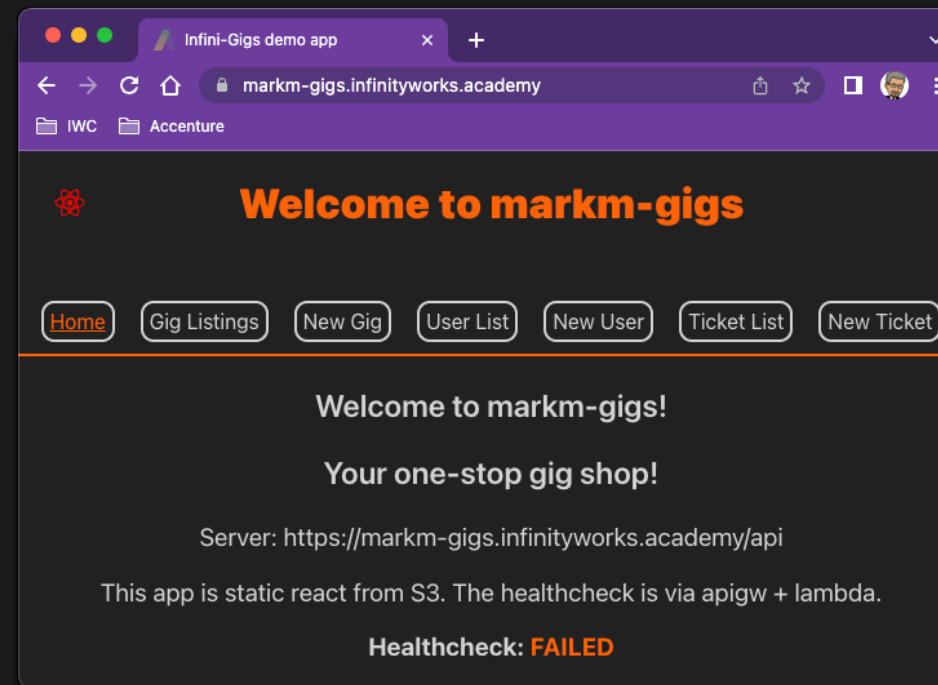 Infini-Gigs demo app
markm-gigs.infinityworks.academy
IWC Accenture
Welcome to markm-gigs
Home Gig Listings New Gig User List New User Ticket List New Ticket
Welcome to markm-gigs!
Your one-stop gig shop!
Server: https://markm-gigs.infinityworks.academy/api
This app is static react from S3. The healthcheck is via apigw + lambda.
Healthcheck: FAILED